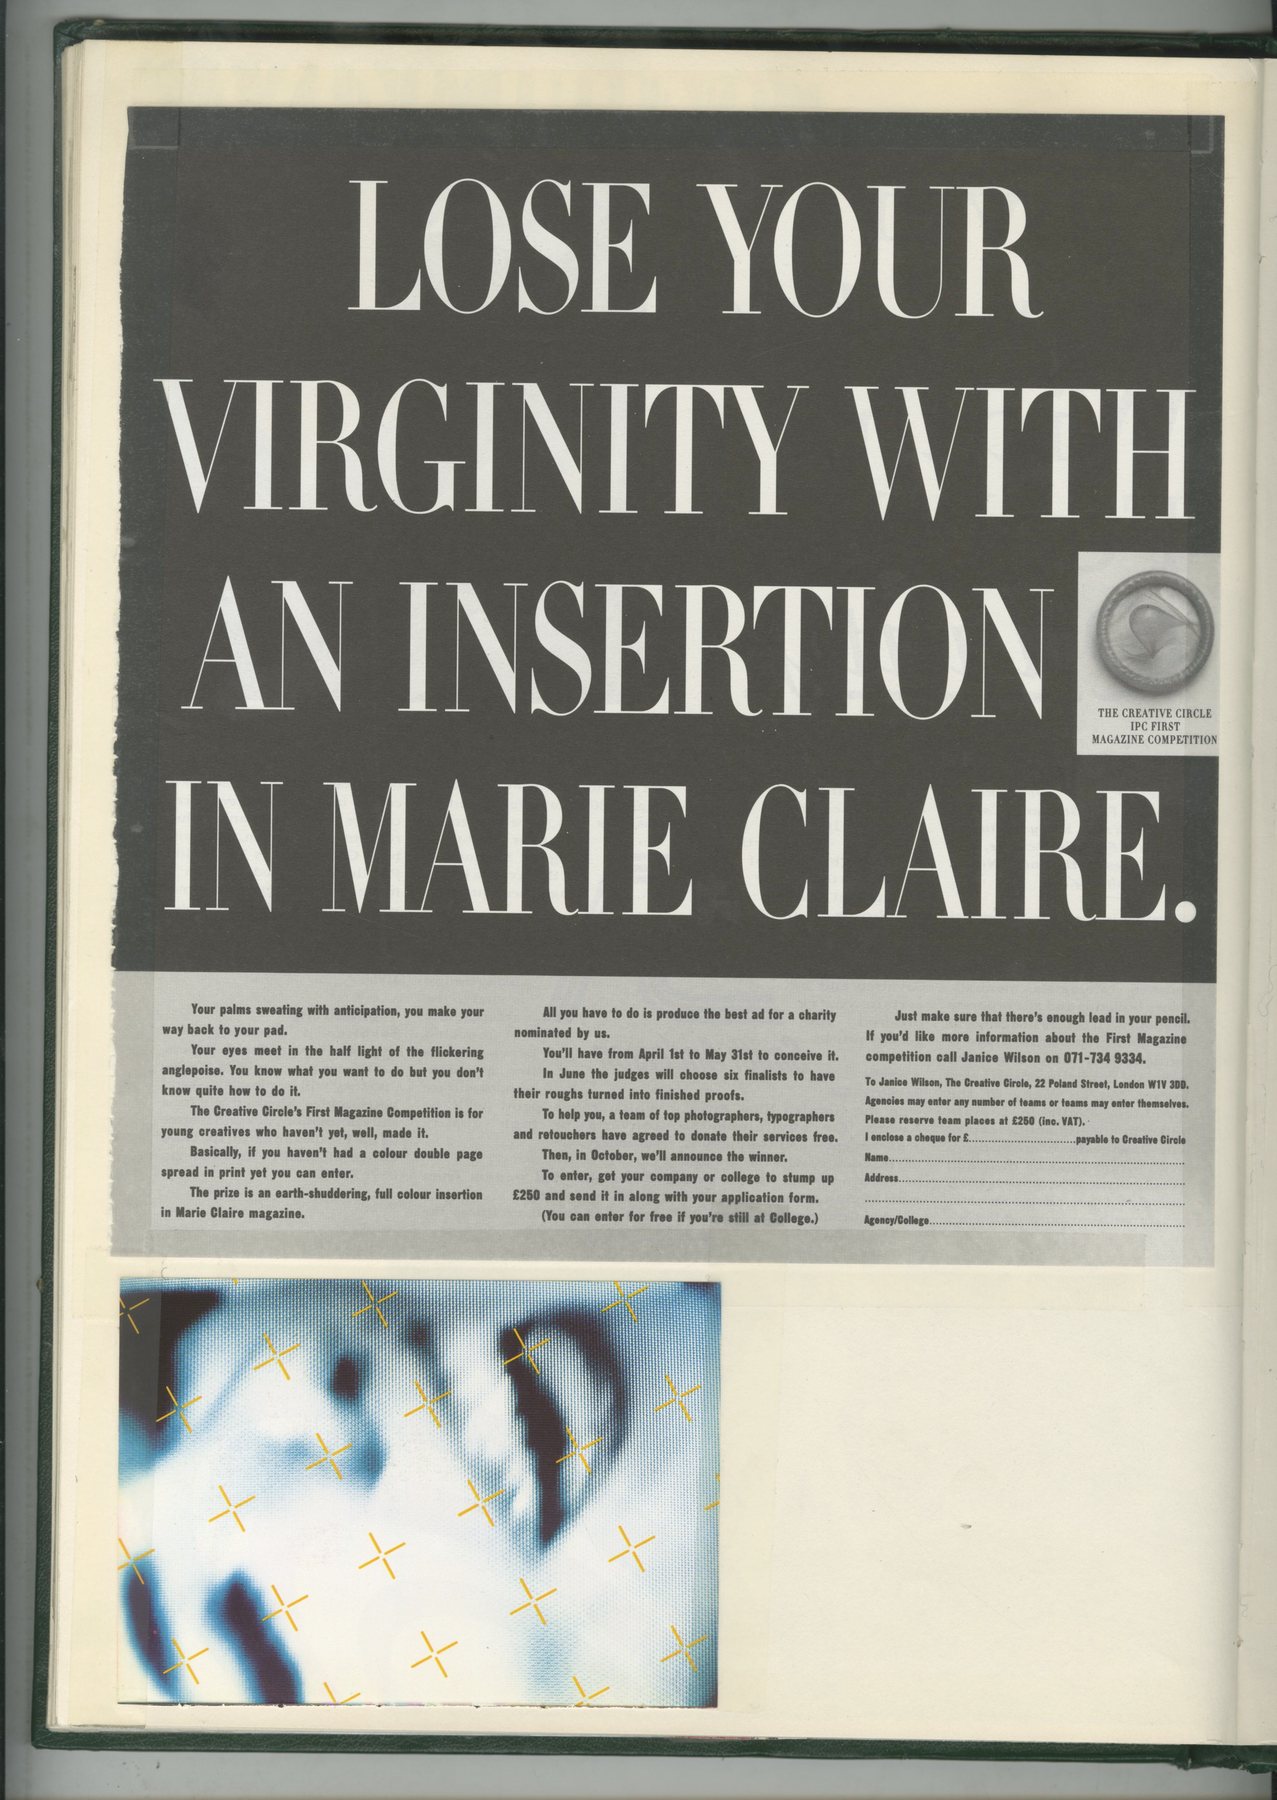 LOSE YOUR
VIRGINITY WITH
AN INSERTION
IN MARIE CLAIRE.
THE CREATIVE CIRCLE
IPC FIRST
MAGAZINE COMPETITION
Your palms sweating with anticipation, you make your
way back to your pad.
Your eyes meet in the half light of the flickering
anglepoise. You know what you want to do but you don't
know quite how to do it.
The Creative Circle's First Magazine Competition is for
young creatives who haven't yet, well, made it.
Basically, if you haven't had a colour double page
spread in print yet you can enter.
The prize is an earth-shuddering, full colour insertion
in Marie Claire magazine.
All you have to do is produce the best ad for a charity
nominated by us.
You'll have from April 1st to May 31st to conceive it.
In June the judges will choose six finalists to have
their roughs turned into finished proofs.
To help you, a team of top photographers, typographers
and retouchers have agreed to donate their services free.
Then, in October, we'll announce the winner.
To enter, get your company or college to stump up
£250 and send it in along with your application form.
(You can enter for free if you're still at College.)
Just make sure that there's enough lead in your pencil.
If you'd like more information about the First Magazine
competition call Janice Wilson on 071-734 9334.
To Janice Wilson, The Creative Circle, 22 Poland Street, London W1V 3DD.
Agencies may enter any number of teams or teams may enter themselves.
Please reserve team places at £250 (inc. VAT).
I enclose a cheque for £..............................payable to Creative Circle
Name
Address
Agency/College